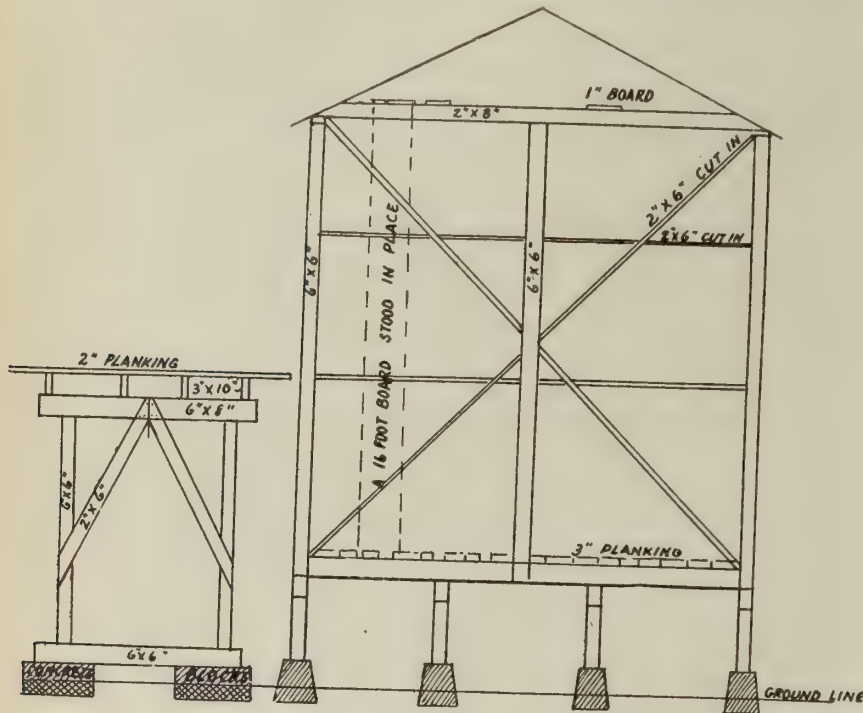 1" BOARD
2"X8"
2"X6" CUT IN
2"X6" CUT IN
6"X6"
6"X6"
A 16 FOOT BOARD STOOD IN PLACE
2" PLANKING
3"X10"
6"X8"
6"X6"
2"X6"
3" PLANKING
6"X6"
CONCRETE
BLOCKS
GROUND LINE